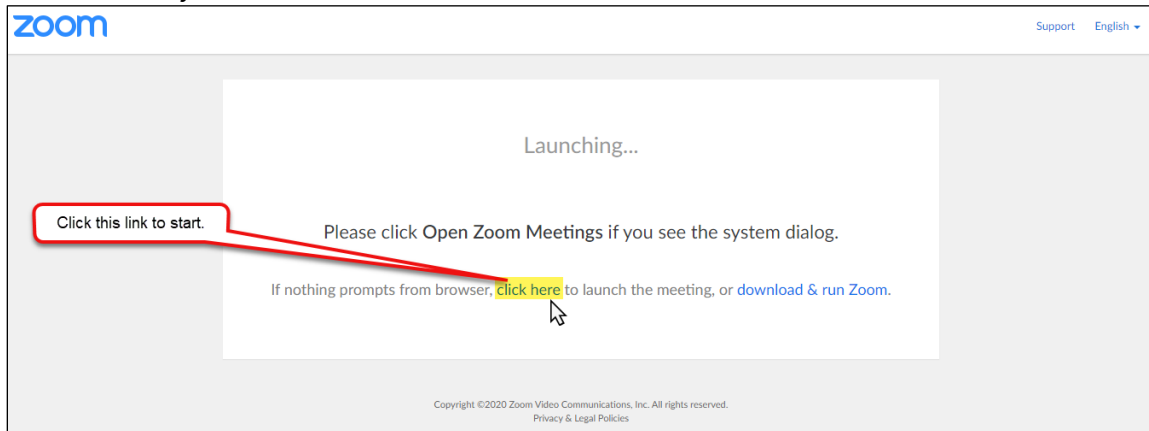 zoom
Support English
Launching...
Click this link to start.
Please click Open Zoom Meetings if you see the system dialog.
If nothing prompts from browser, click here to launch the meeting, or download & run Zoom.
Copyright ©2020 Zoom Video Communications, Inc. All rights reserved.
Privacy & Legal Policies